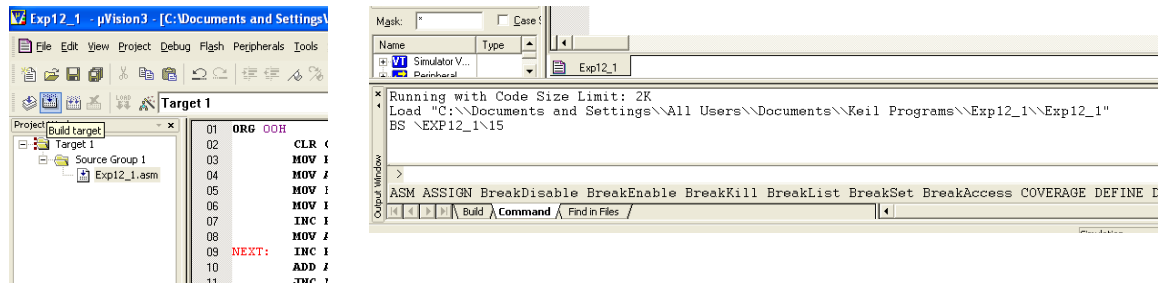 Exp12_1 - µVision3 - [C:\Documents and Settings\
File Edit View Project Debug Flash Peripherals Tools
Target 1
Build target
Target 1
Source Group 1
Exp12_1.asm
01 ORG 00H
02 CLR
03 MOV
04 MOV
05 MOV
06 MOV
07 INC
08 MOV
09 NEXT: INC
10 ADD
11 JNC
Mask: * Case
Name Type
VT Simulator V...
Peripheral
Exp12_1
Running with Code Size Limit: 2K
Load "C:\\Documents and Settings\\All Users\\Documents\\Keil Programs\\Exp12_1\\Exp12_1"
BS \EXP12_1\15
>
ASM ASSIGN BreakDisable BreakEnable BreakKill BreakList BreakSet BreakAccess COVERAGE DEFINE D
Output Window
Build Command Find in Files
Simulation